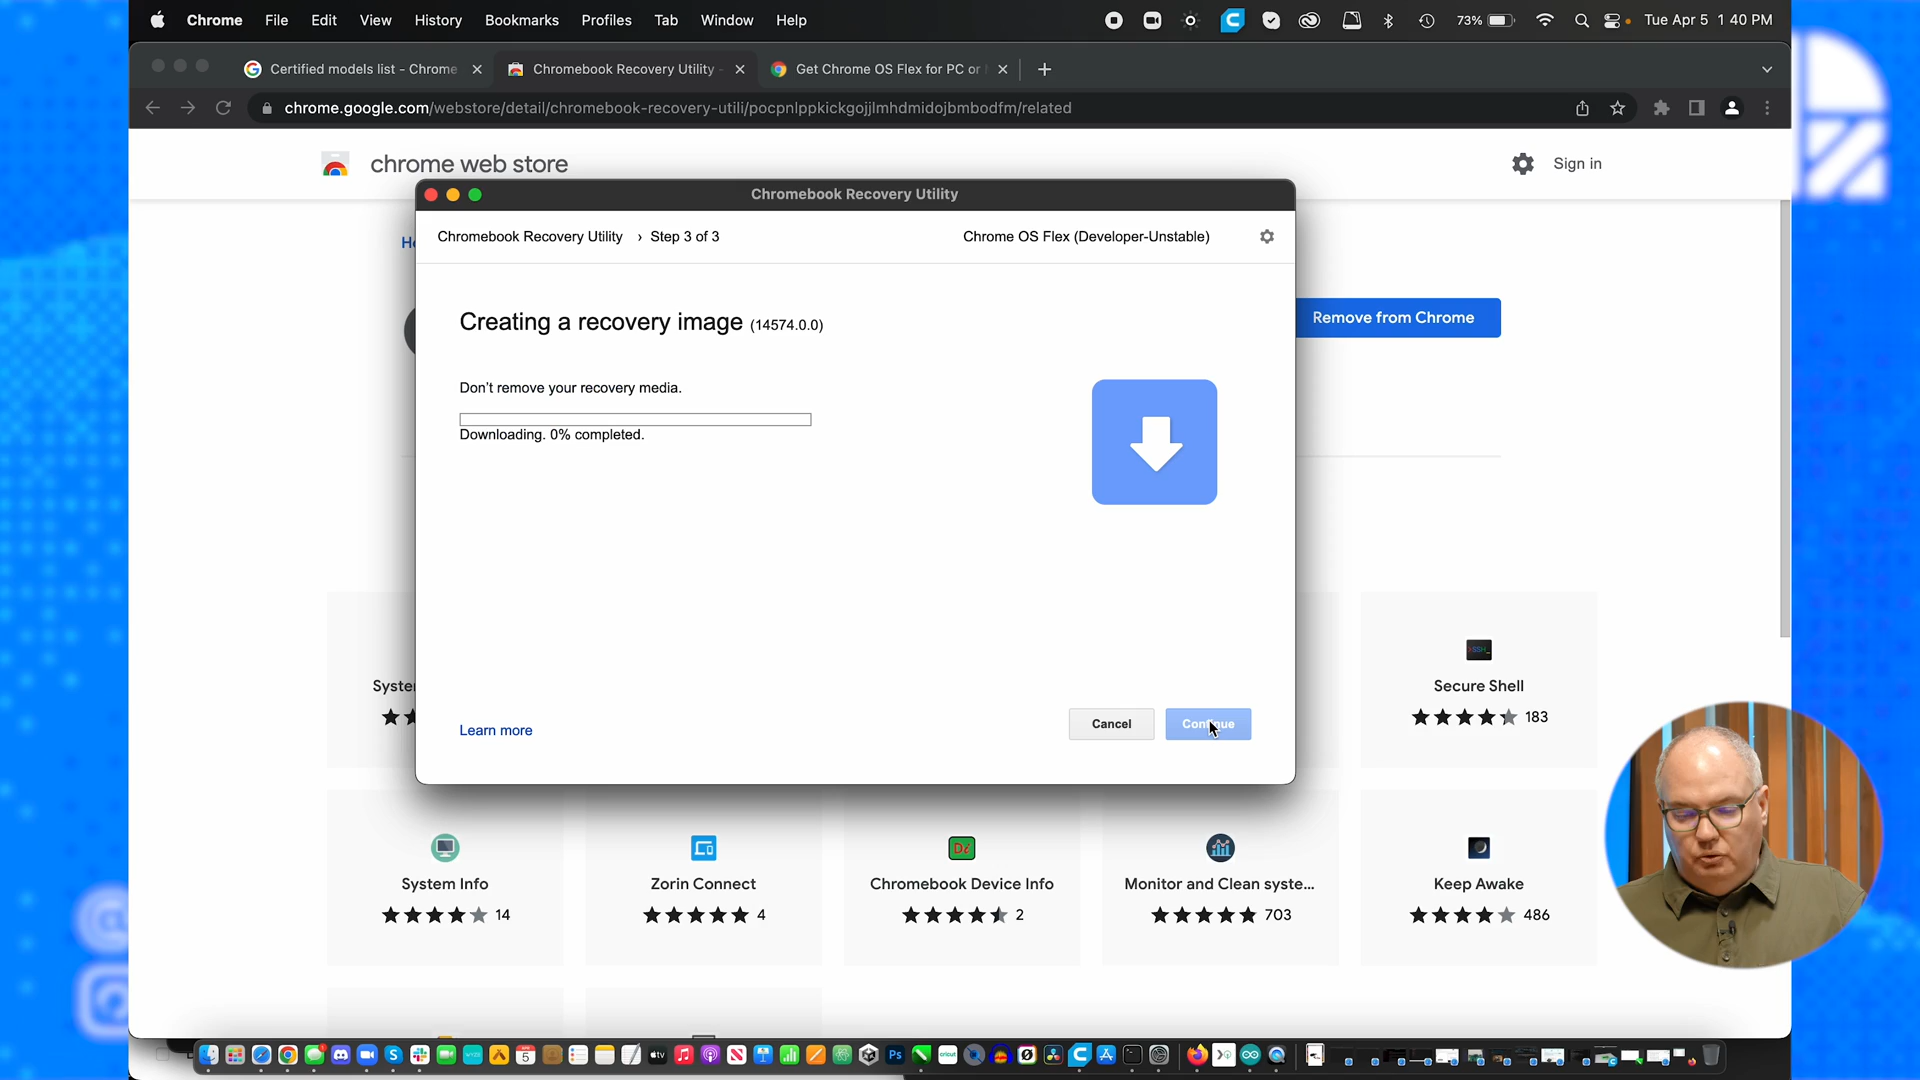 Chrome File Edit View History Bookmarks Profiles Tab Window Help
73% Tue Apr 5 1 40 PM
Certified models list - Chrome
Chromebook Recovery Utility -
Get Chrome OS Flex for PC or
chrome.google.com/webstore/detail/chromebook-recovery-utili/pocpnlppkickgojjlmhdmidojbmbodfm/related
chrome web store
Sign in
Chromebook Recovery Utility
Chromebook Recovery Utility › Step 3 of 3
Chrome OS Flex (Developer-Unstable)
Remove from Chrome
Creating a recovery image (14574.0.0)
Don't remove your recovery media.
Downloading. 0% completed.
Learn more
Cancel
Continue
Secure Shell
183
System Info
14
Zorin Connect
4
Chromebook Device Info
2
Monitor and Clean syste...
703
Keep Awake
486